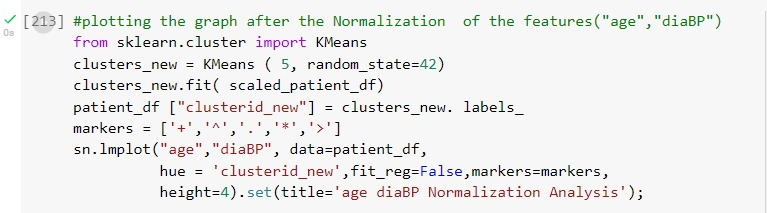 [213] #plotting the graph after the Normalization  of the features("age","diaBP")
0s
from sklearn.cluster import KMeans
clusters_new = KMeans ( 5, random_state=42)
clusters_new.fit( scaled_patient_df)
patient_df ["clusterid_new"] = clusters_new. labels_
markers = ['+','^','.','*','>']
sn.lmplot("age","diaBP", data=patient_df,
hue = 'clusterid_new',fit_reg=False,markers=markers,
height=4).set(title='age diaBP Normalization Analysis');